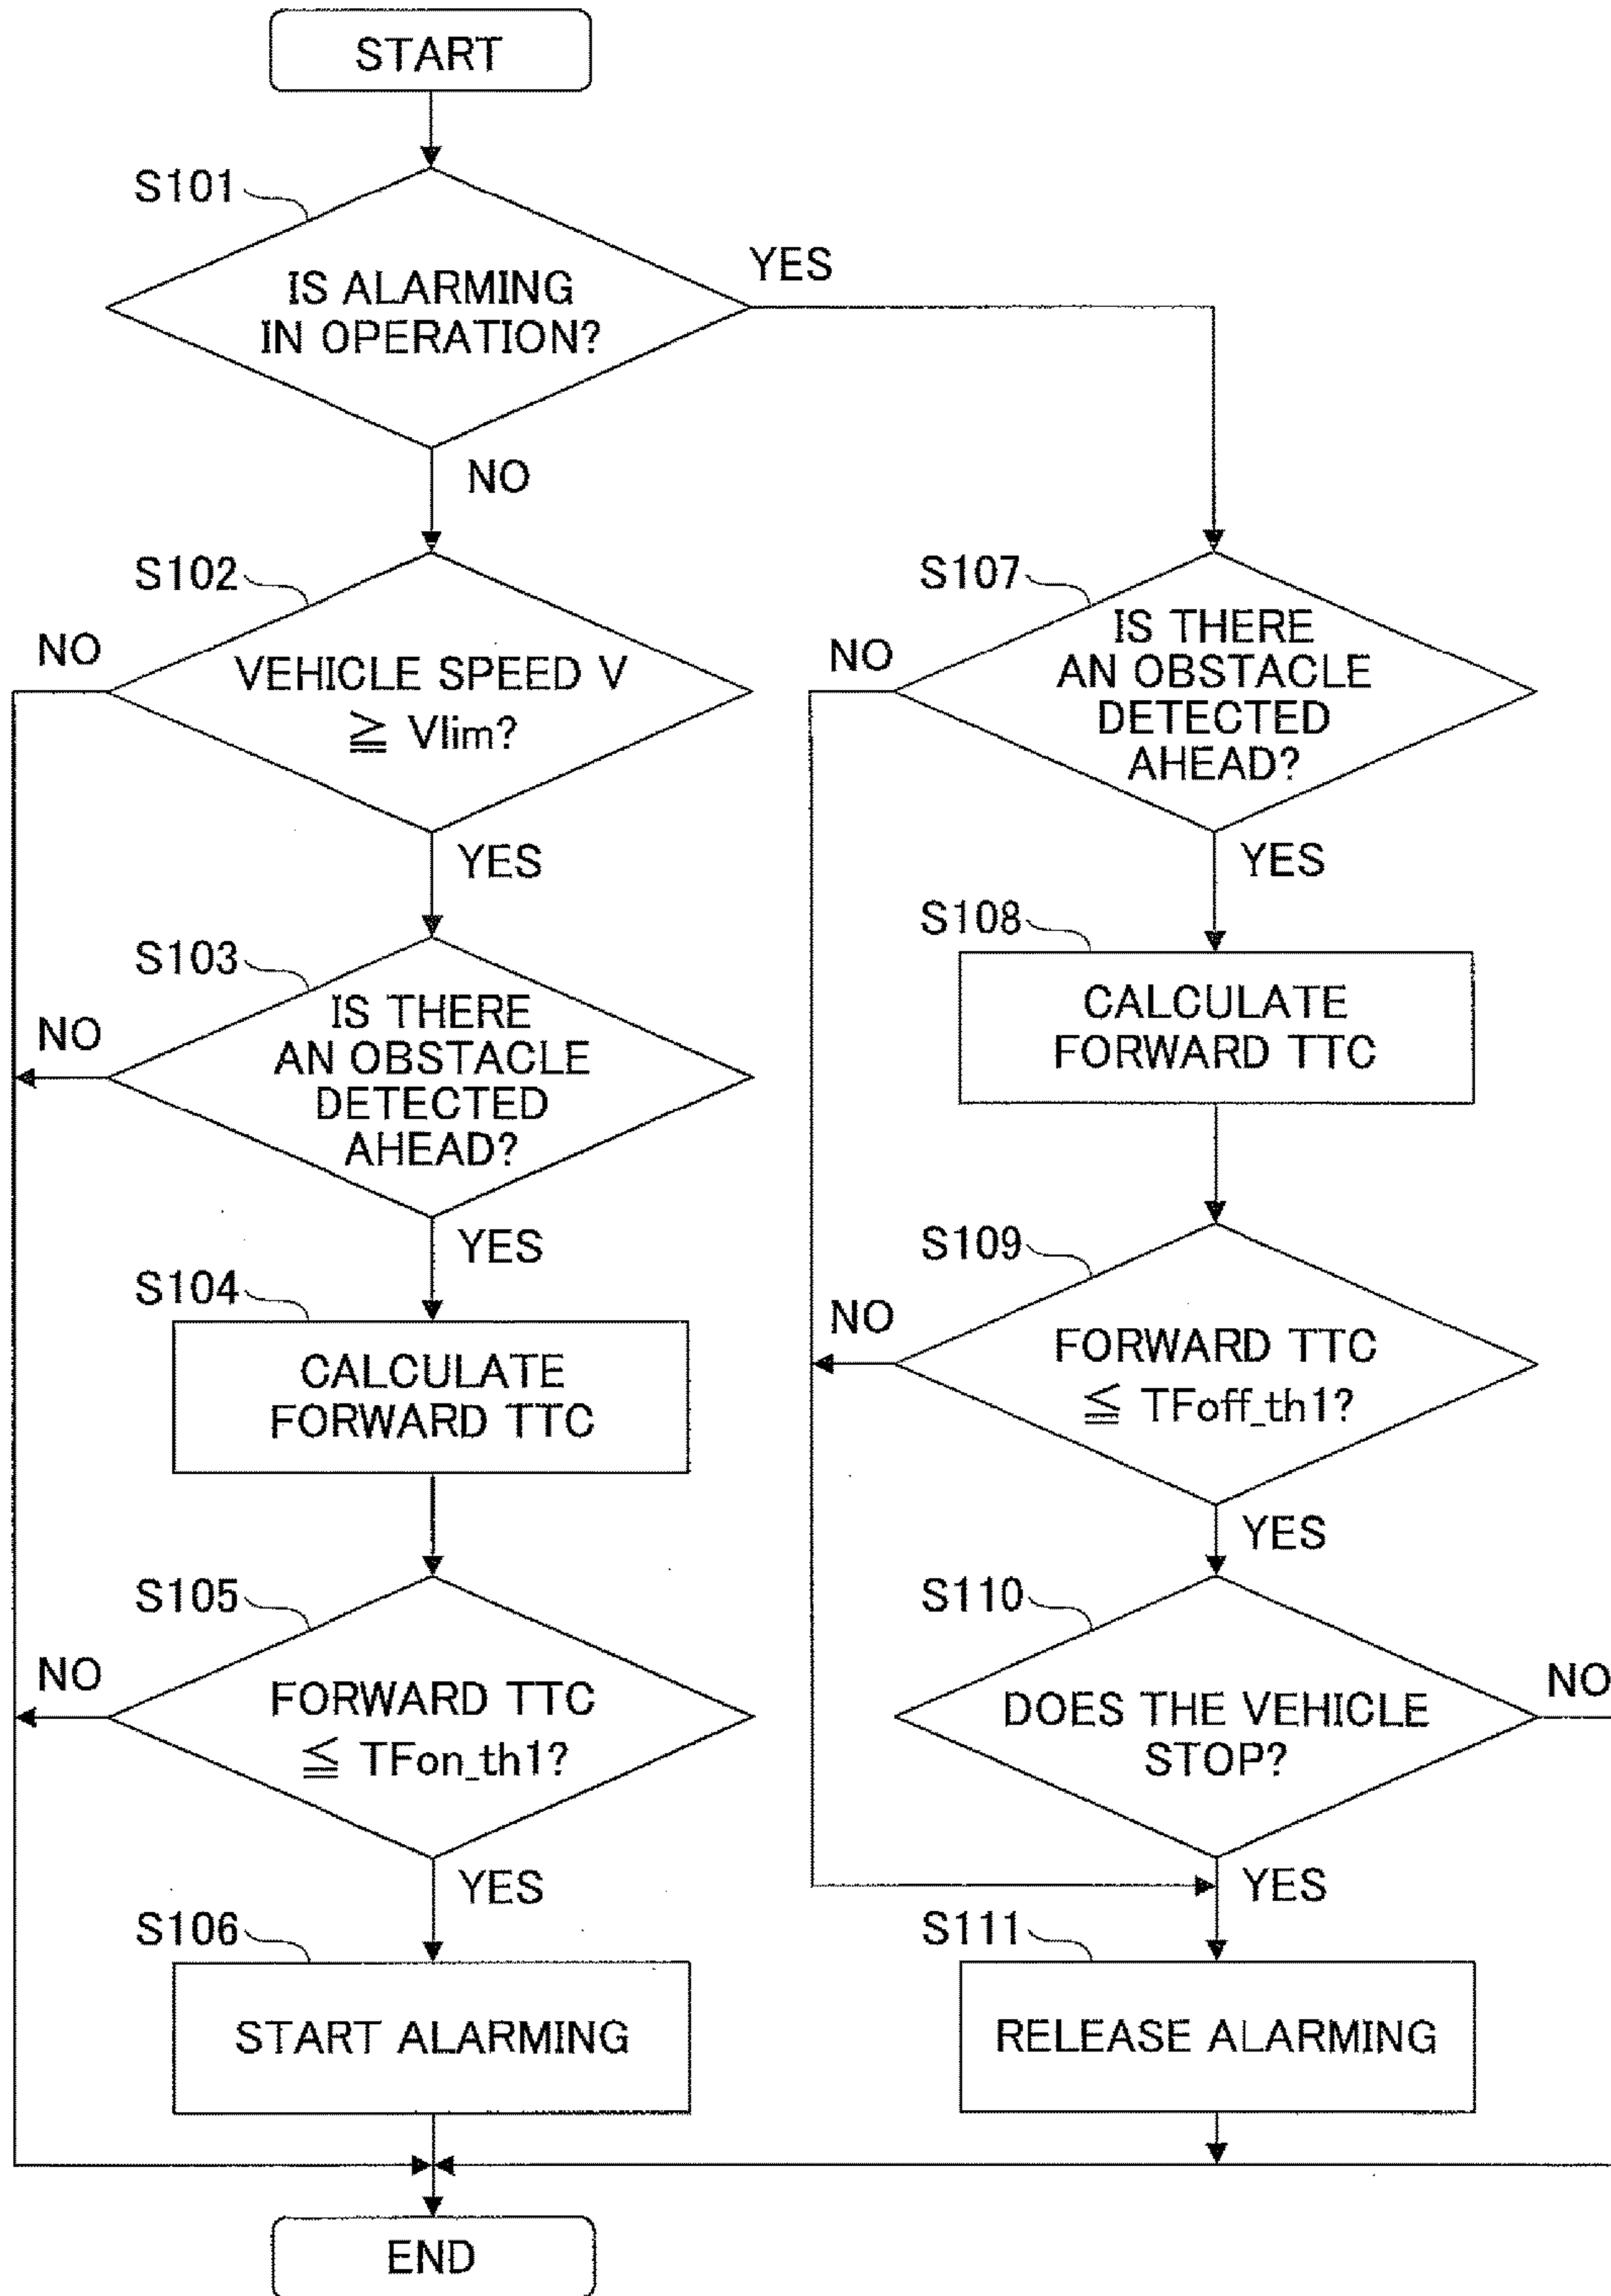 START
S101
IS ALARMING
IN OPERATION?
YES
NO
S102
NO
VEHICLE SPEED V
≧ Vlim?
YES
S103
NO
IS THERE
AN OBSTACLE
DETECTED
AHEAD?
YES
S104
CALCULATE
FORWARD TTC
S105
NO
FORWARD TTC
≦ TFon_th1?
YES
S106
START ALARMING
S107
NO
IS THERE
AN OBSTACLE
DETECTED
AHEAD?
YES
S108
CALCULATE
FORWARD TTC
S109
NO
FORWARD TTC
≦ TFoff_th1?
YES
S110
NO
DOES THE VEHICLE
STOP?
YES
S111
RELEASE ALARMING
END